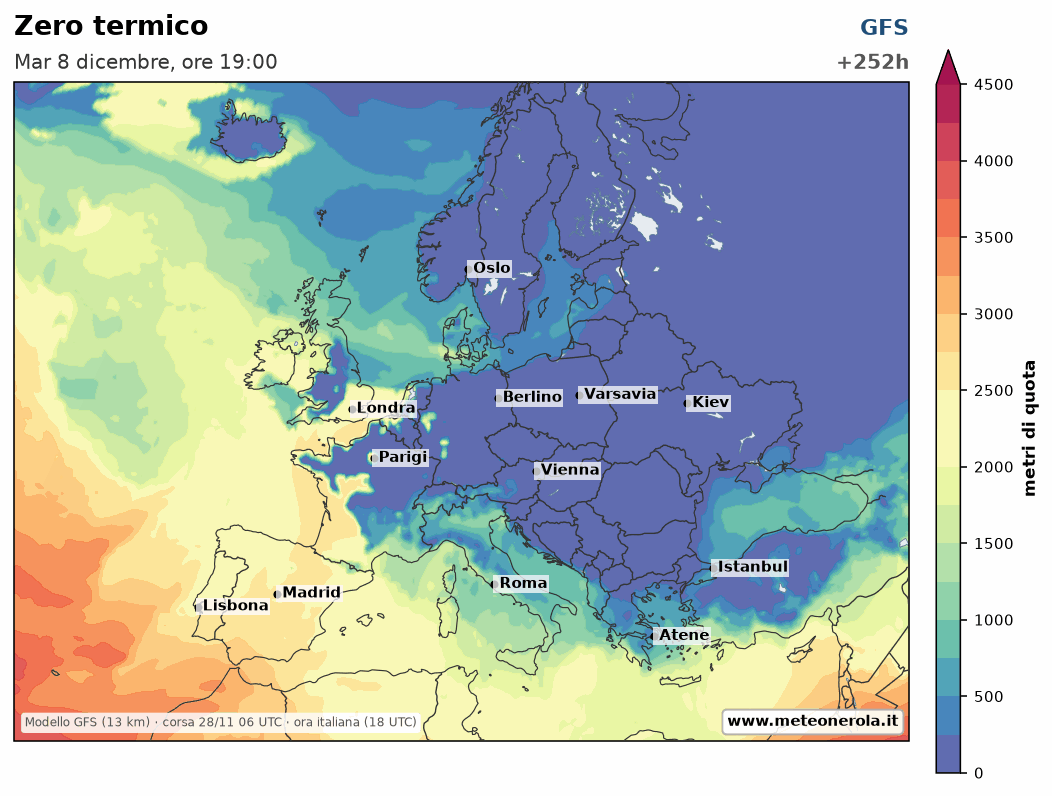 Zero termico
GFS
Mar 8 dicembre, ore 19:00
+252h
4500
4000
3500
3000
2500
2000
1500
1000
500
0
metri di quota
Oslo
Berlino
Varsavia
Kiev
Londra
Parigi
Vienna
Istanbul
Roma
Madrid
Lisbona
Atene
Modello GFS (13 km) · corsa 28/11 06 UTC · ora italiana (18 UTC)
www.meteonerola.it